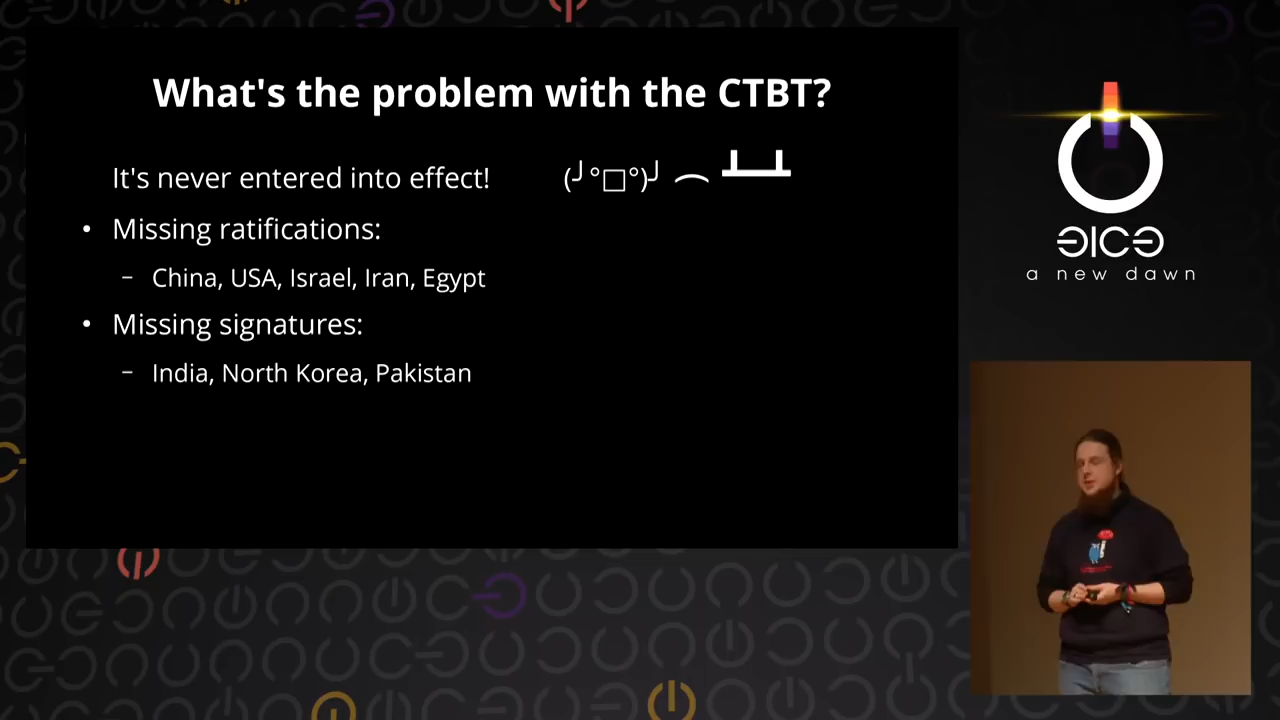 What's the problem with the CTBT?
It's never entered into effect! (╯°□°)╯ ︵ ┻━┻
• Missing ratifications:
– China, USA, Israel, Iran, Egypt
• Missing signatures:
– India, North Korea, Pakistan
ƎICƏ
a new dawn